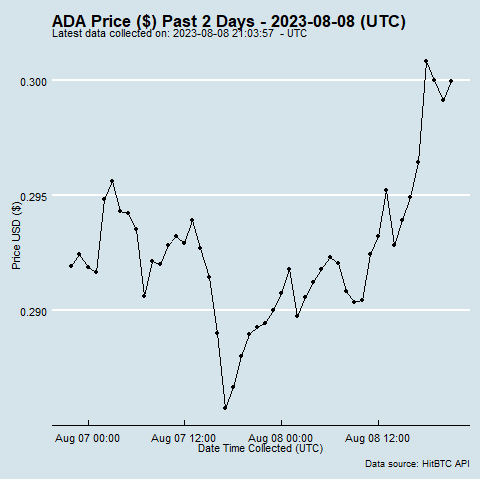 ADA Price ($) Past 2 Days - 2023-08-08 (UTC)
Latest data collected on: 2023-08-08 21:03:57  - UTC
0.300
0.295
0.290
Price USD ($)
Aug 07 00:00 Aug 07 12:00 Aug 08 00:00 Aug 08 12:00
Date Time Collected (UTC)
Data source: HitBTC API